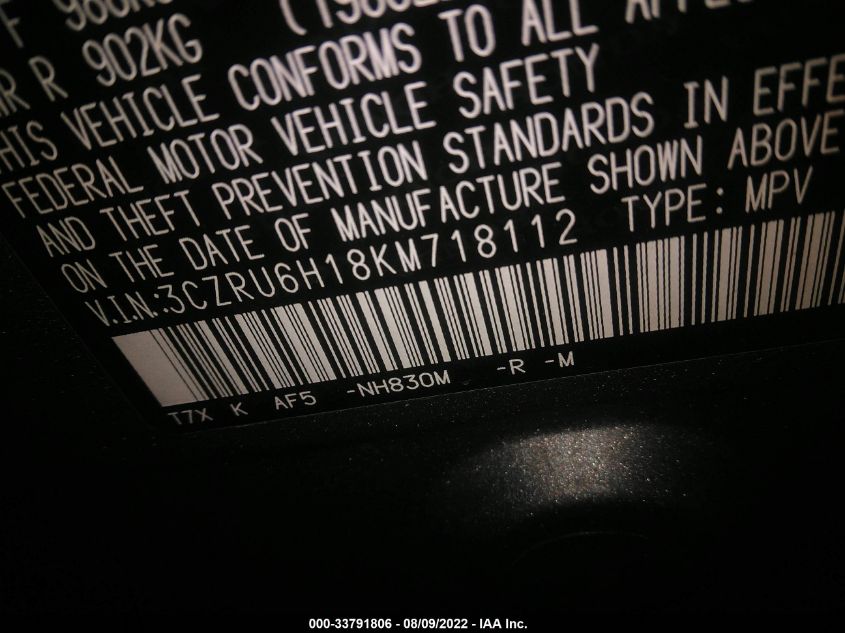 902KG
THIS VEHICLE CONFORMS TO ALL
FEDERAL MOTOR VEHICLE SAFETY
AND THEFT PREVENTION STANDARDS IN
ON THE DATE OF MANUFACTURE SHOWN ABOVE
V.I.N.:3CZRU6H18KM718112 TYPE: MPV
T7X K AF5 -NH830M -R -M
000-33791806 - 08/09/2022 - IAA Inc.